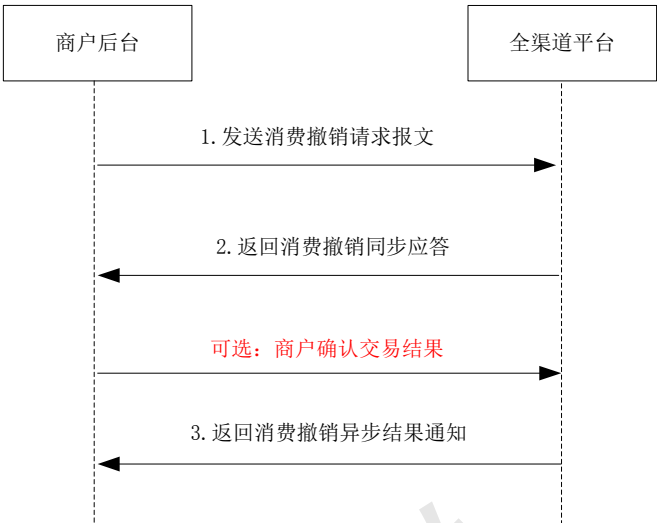 商户后台
全渠道平台
1.发送消费撤销请求报文
2.返回消费撤销同步应答
可选：商户确认交易结果
3.返回消费撤销异步结果通知